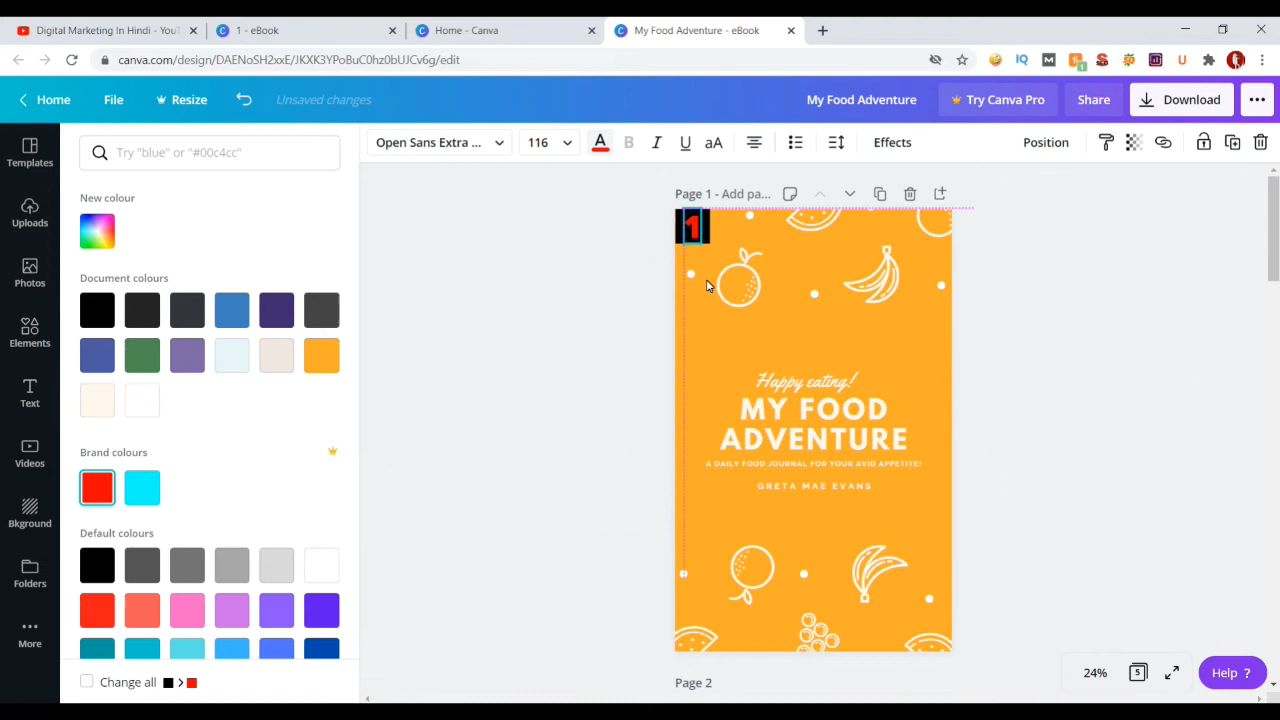 Digital Marketing In Hindi - YouT
1 - eBook
Home - Canva
My Food Adventure - eBook
canva.com/design/DAENoSH2xxE/JKXK3YPoBuC0hz0bUJCv6g/edit
Home
File
Resize
Unsaved changes
My Food Adventure
Try Canva Pro
Share
Download
Templates
Uploads
Photos
Elements
Text
Videos
Bkground
Folders
More
Try "blue" or "#00c4cc"
New colour
Document colours
Brand colours
Default colours
Change all
Open Sans Extra ...
116
A B I U aA
Effects
Position
Page 1 - Add pa...
1
Happy eating!
MY FOOD
ADVENTURE
A DAILY FOOD JOURNAL FOR YOUR AVID APPETITE!
GRETA MAE EVANS
Page 2
24%
5
Help ?